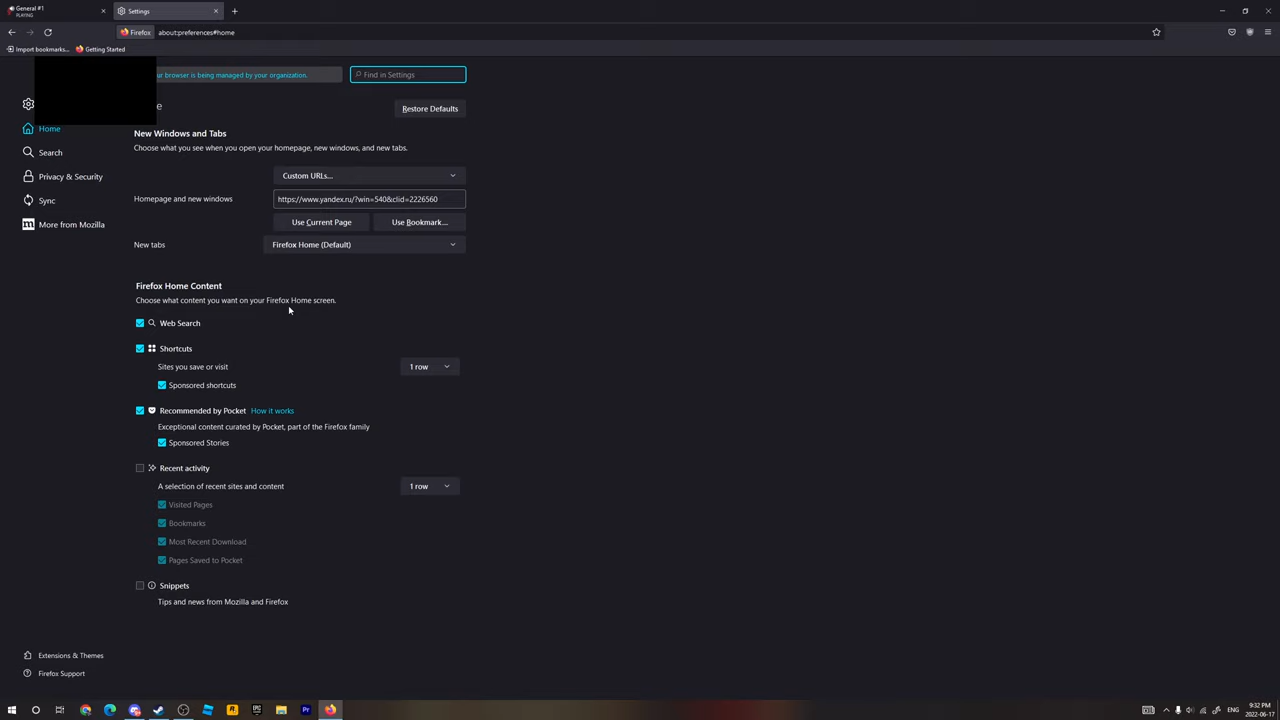 General #1
PLAYING
Settings
Firefox
about:preferences#home
Import bookmarks...
Getting Started
ur browser is being managed by your organization.
Find in Settings
e
Restore Defaults
Home
New Windows and Tabs
Choose what you see when you open your homepage, new windows, and new tabs.
Search
Custom URLs...
Privacy & Security
Homepage and new windows
https://www.yandex.ru/?win=540&clid=2226560
Sync
Use Current Page
Use Bookmark...
More from Mozilla
New tabs
Firefox Home (Default)
Firefox Home Content
Choose what content you want on your Firefox Home screen.
Web Search
Shortcuts
Sites you save or visit
1 row
Sponsored shortcuts
Recommended by Pocket
How it works
Exceptional content curated by Pocket, part of the Firefox family
Sponsored Stories
Recent activity
A selection of recent sites and content
1 row
Visited Pages
Bookmarks
Most Recent Download
Pages Saved to Pocket
Snippets
Tips and news from Mozilla and Firefox
Extensions & Themes
Firefox Support
9:32 PM
2022-06-17